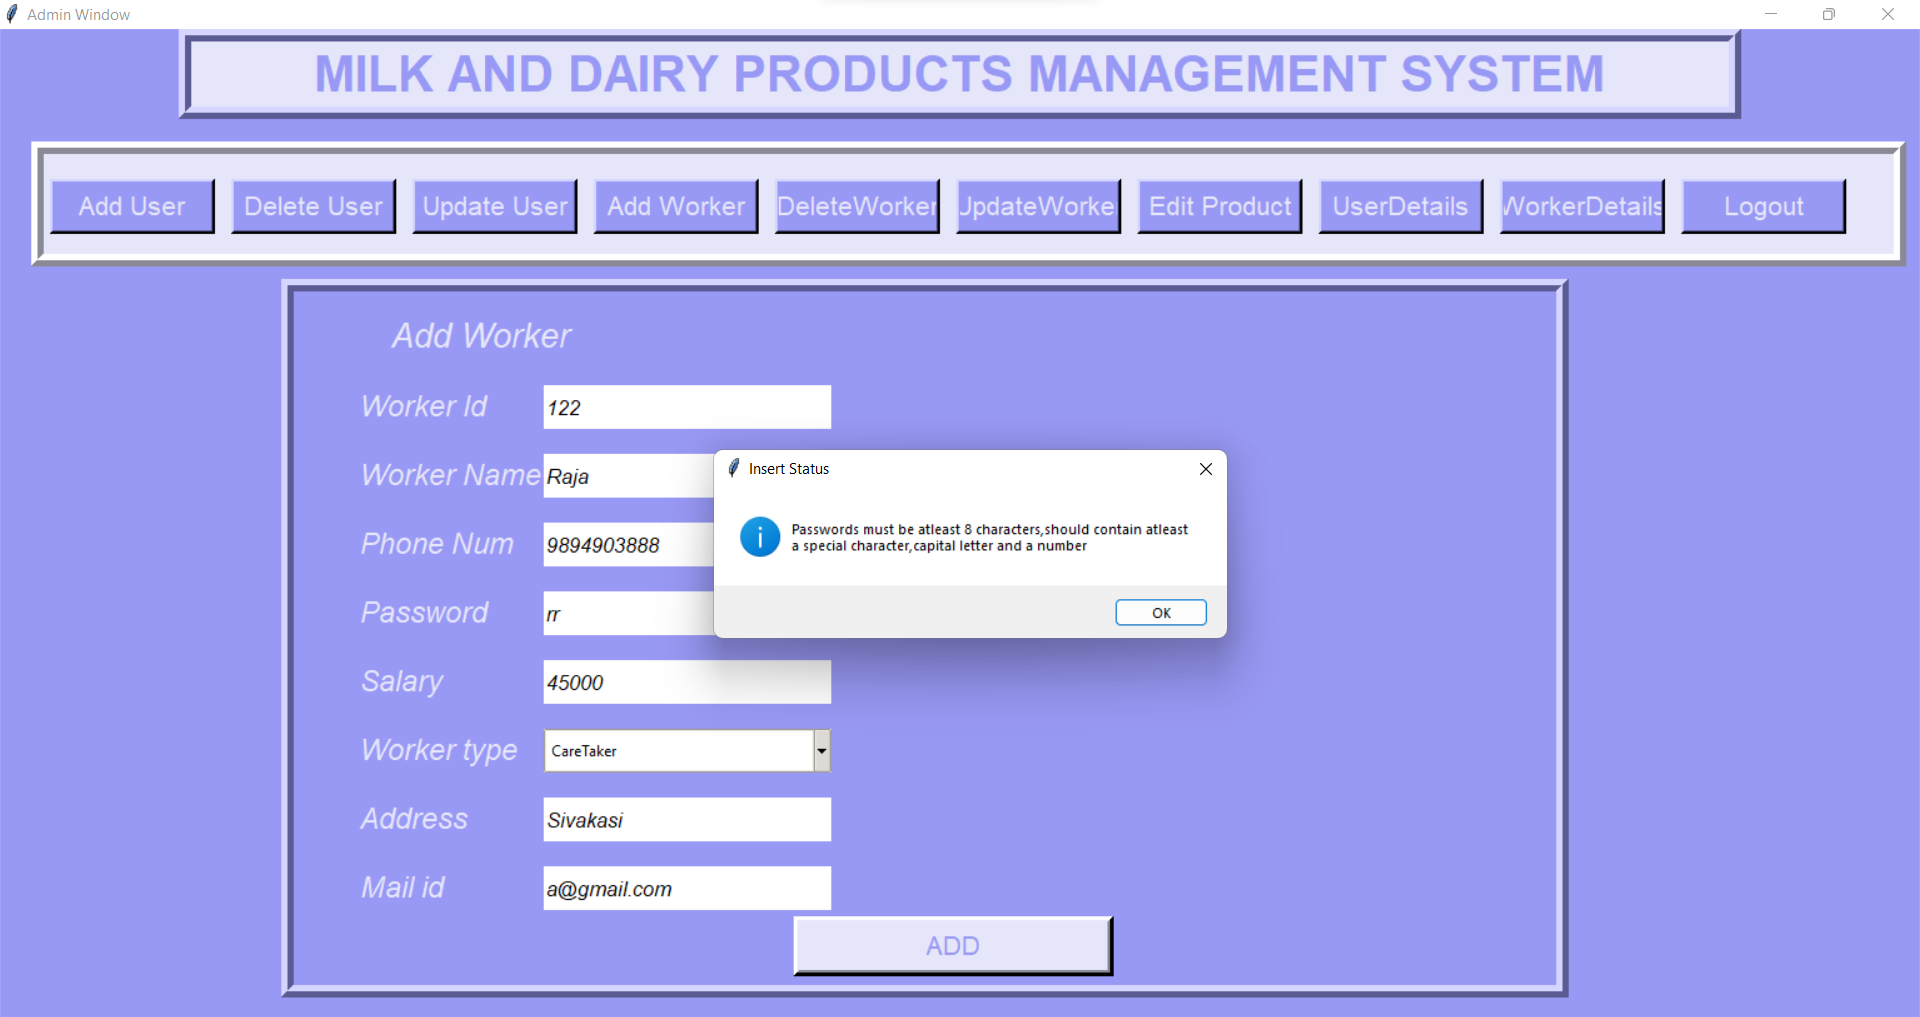 Admin Window
MILK AND DAIRY PRODUCTS MANAGEMENT SYSTEM
Add User Delete User Update User Add Worker DeleteWorker UpdateWorke Edit Product UserDetails WorkerDetails Logout
Add Worker
Worker Id 122
Worker Name Raja
Insert Status
Passwords must be atleast 8 characters,should contain atleast
a special character,capital letter and a number
OK
Phone Num 9894903888
Password rr
Salary 45000
Worker type CareTaker
Address Sivakasi
Mail id a@gmail.com
ADD